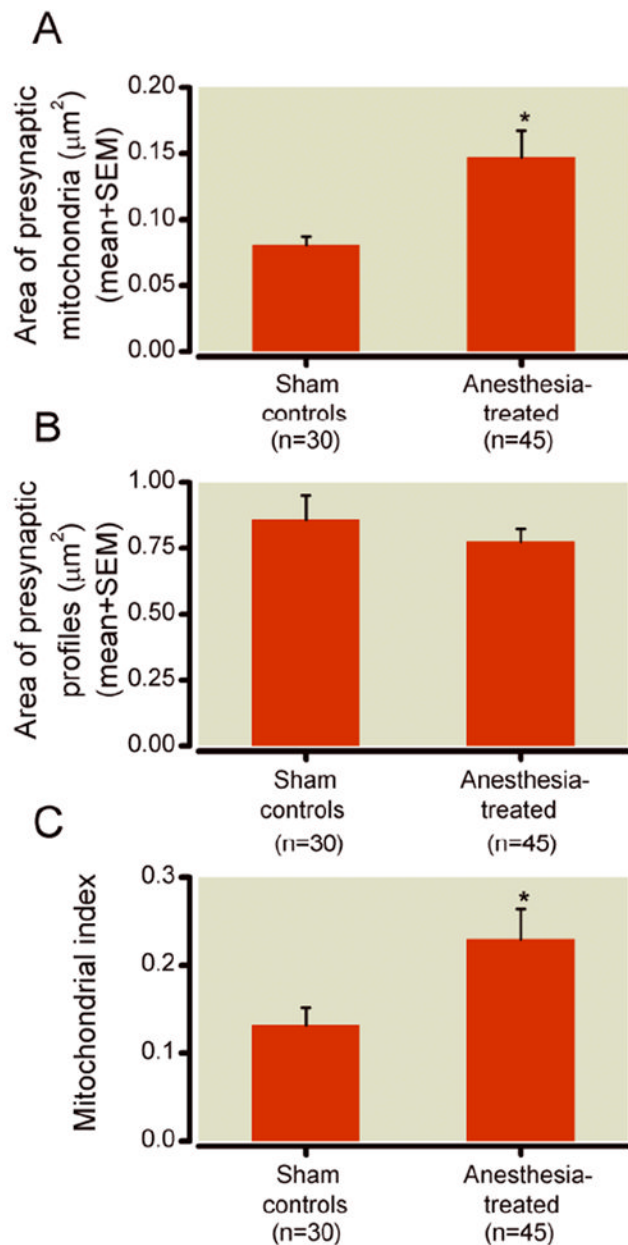 A
Area of presynaptic
mitochondria (μm²)
(mean+SEM)
0.20
0.15
0.10
0.05
0.00
*
Sham
controls
(n=30)
Anesthesia-
treated
(n=45)
B
Area of presynaptic
profiles (μm²)
(mean+SEM)
1.00
0.75
0.50
0.25
0.00
Sham
controls
(n=30)
Anesthesia-
treated
(n=45)
C
Mitochondrial index
0.3
0.2
0.1
0.0
*
Sham
controls
(n=30)
Anesthesia-
treated
(n=45)